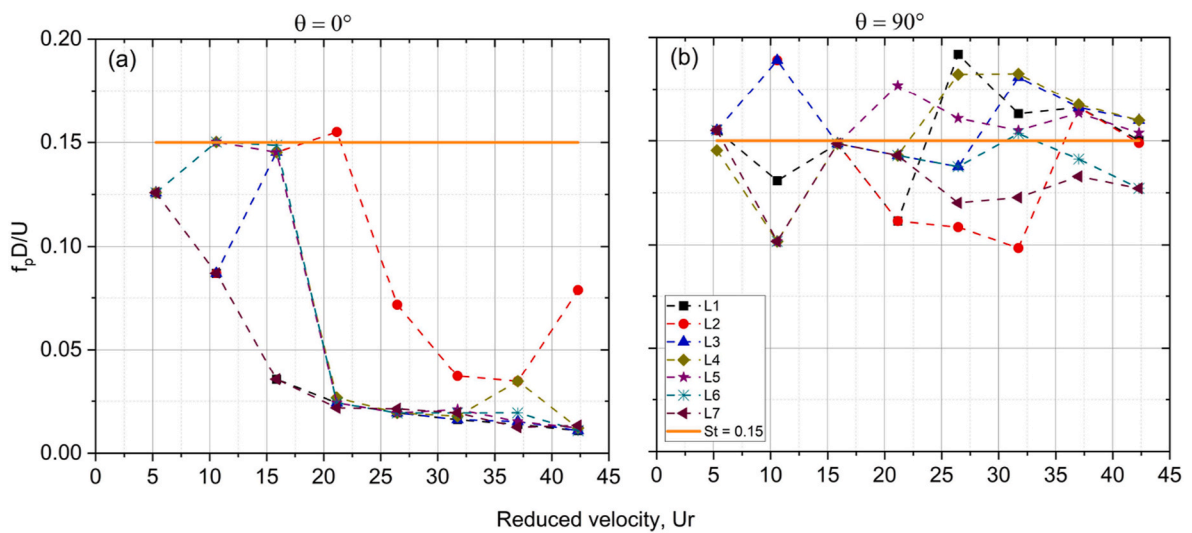 θ = 0°
θ = 90°
(a)
(b)
0.20
0.15
0.10
0.05
0.00
f_pD/U
L1
L2
L3
L4
L5
L6
L7
St = 0.15
0 5 10 15 20 25 30 35 40 45
0 5 10 15 20 25 30 35 40 45
Reduced velocity, Ur